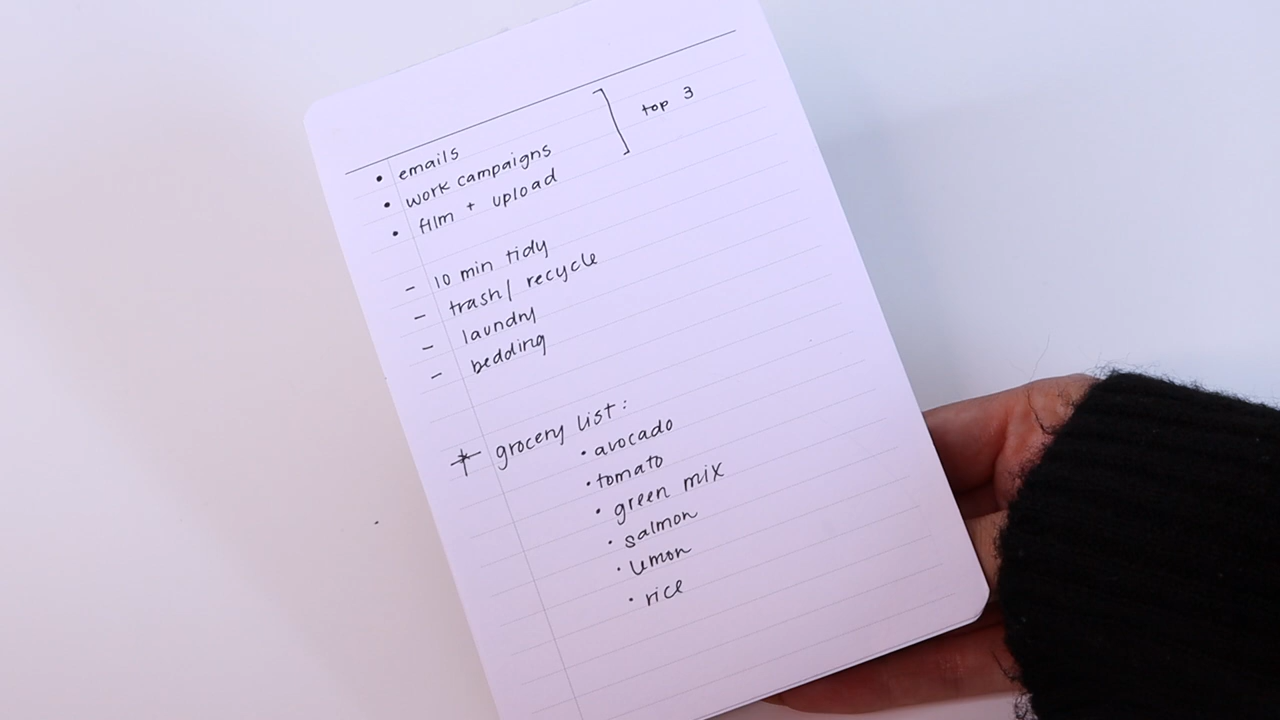 • emails
• work campaigns
• film + upload
top 3
- 10 min tidy
- trash/recycle
- laundry
- bedding
* grocery list:
• avocado
• tomato
• green mix
• salmon
• lemon
• rice